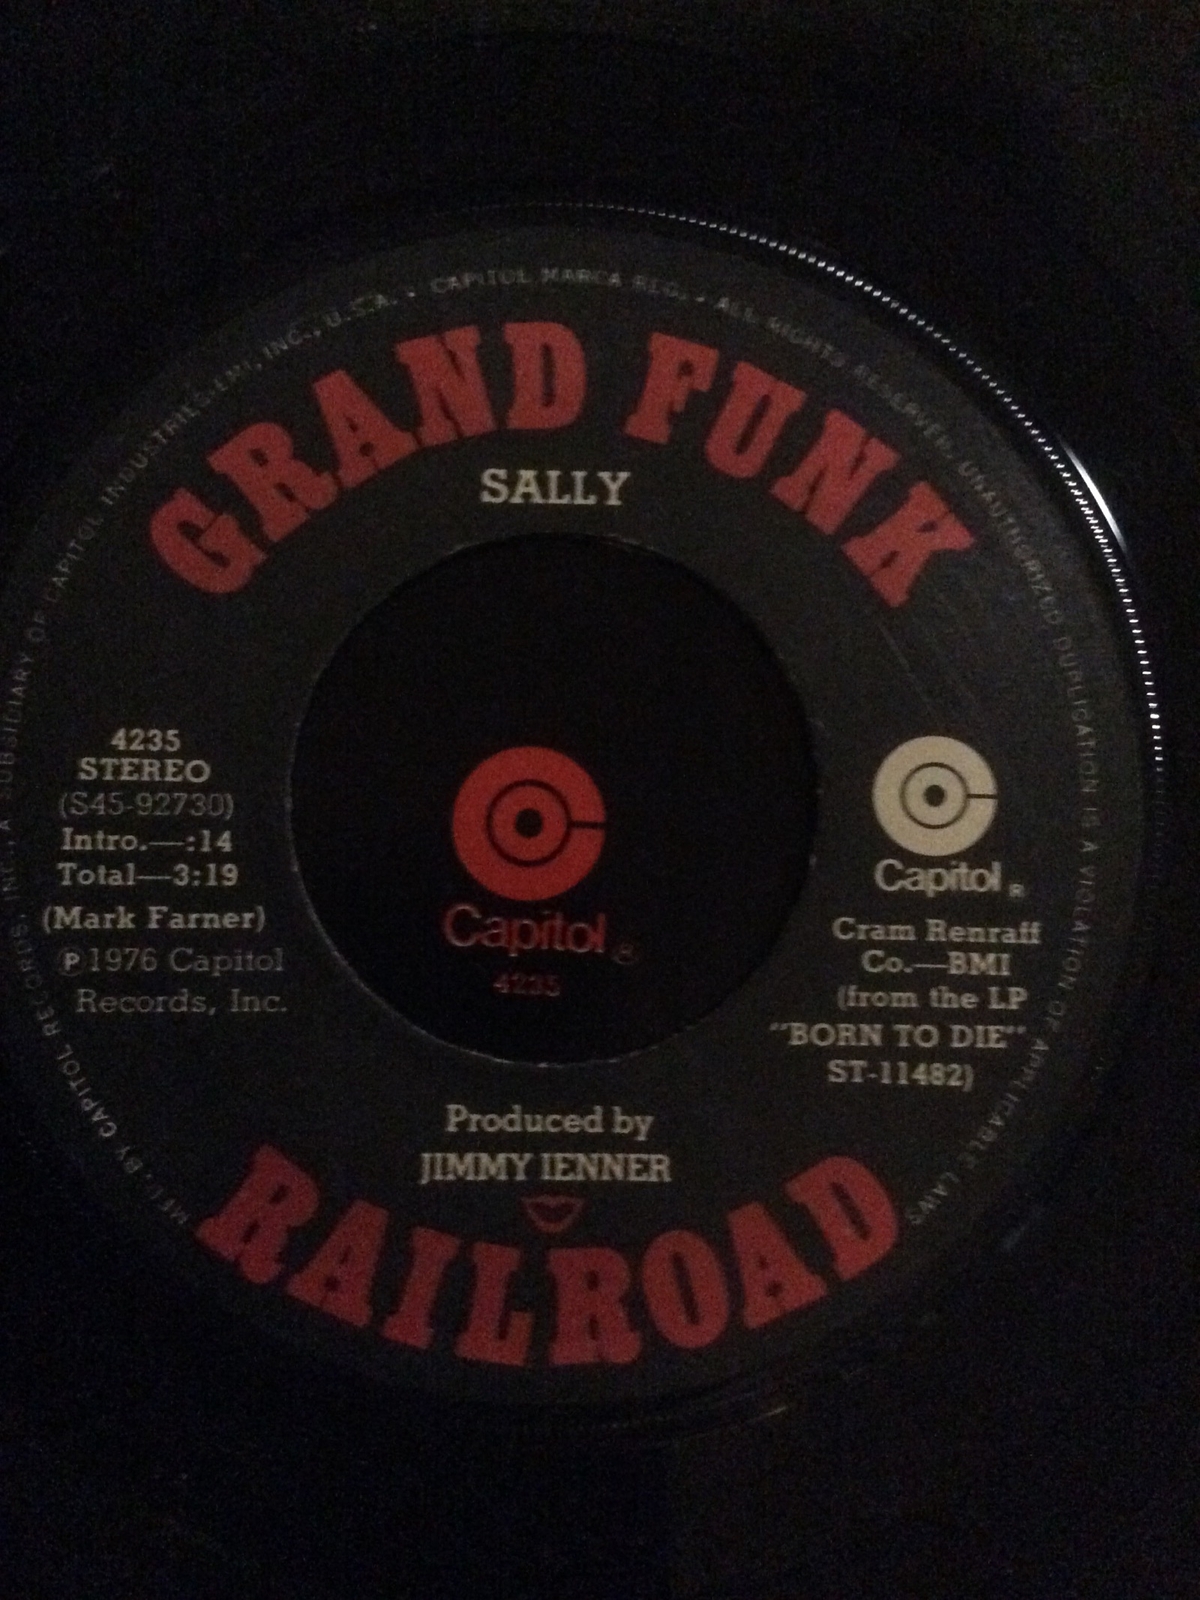 GRAND FUNK
SALLY
4235
STEREO
(S45-92730)
Intro.—:14
Total—3:19
(Mark Farner)
Ⓟ1976 Capitol
Records, Inc.
Capitol®
4235
Capitol®
Cram Renraff
Co.—BMI
(from the LP
"BORN TO DIE"
ST-11482)
Produced by
JIMMY IENNER
RAILROAD
MFD. BY CAPITOL RECORDS, INC., A SUBSIDIARY OF CAPITOL INDUSTRIES-EMI, INC., U.S.A. • CAPITOL MARCA REG. • ALL RIGHTS RESERVED. UNAUTHORIZED DUPLICATION IS A VIOLATION OF APPLICABLE LAWS